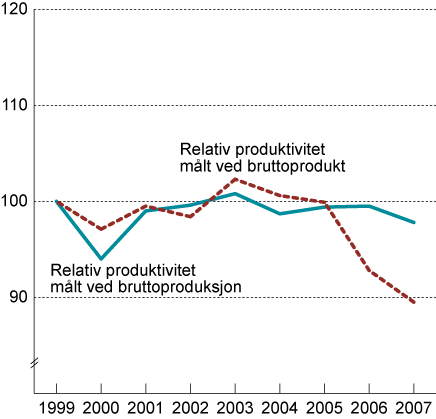 120
110
Relativ produktivitet
målt ved bruttoprodukt
100
Relativ produktivitet
målt ved bruttoproduksjon
90
1999 2000 2001 2002 2003 2004 2005 2006 2007